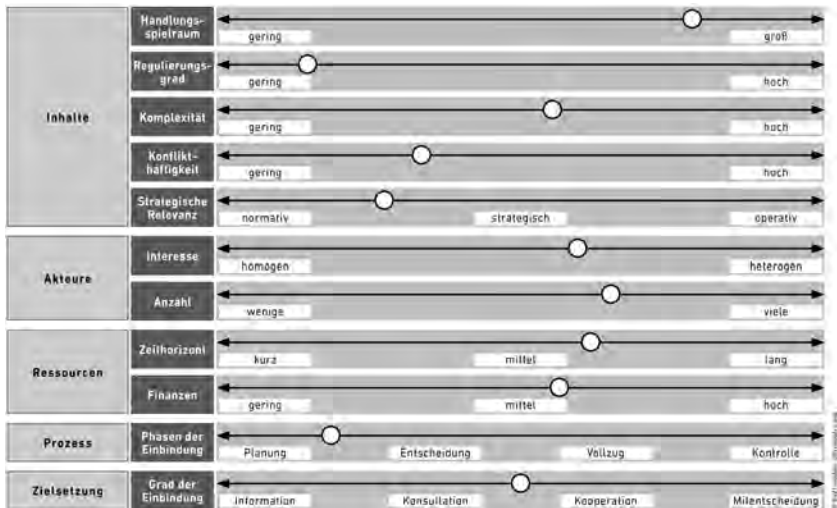 Inhalte
Handlungs-
spielraum
gering
groß
Regulierungs-
grad
gering
hoch
Komplexität
gering
hoch
Konflikt-
haftigkeit
gering
hoch
Strategische
Relevanz
normativ
strategisch
operativ
Akteure
Interesse
homogen
heterogen
Anzahl
wenige
viele
Ressourcen
Zeithorizont
kurz
mittel
lang
Finanzen
gering
mittel
hoch
Prozess
Phasen der
Einbindung
Planung
Entscheidung
Vollzug
Kontrolle
Zielsetzung
Grad der
Einbindung
Information
Konsultation
Kooperation
Mitentscheidung